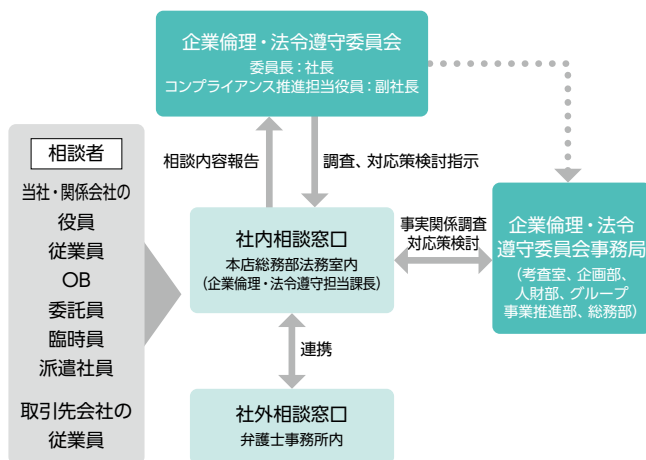 企業倫理・法令遵守委員会
委員長：社長
コンプライアンス推進担当役員：副社長
相談者
当社・関係会社の
役員
従業員
OB
委託員
臨時員
派遣社員
取引先会社の
従業員
相談内容報告
調査、対応策検討指示
社内相談窓口
本店総務部法務室内
（企業倫理・法令遵守担当課長）
事実関係調査
対応策検討
企業倫理・法令
遵守委員会事務局
（考査室、企画部、
人財部、グループ
事業推進部、総務部）
連携
社外相談窓口
弁護士事務所内